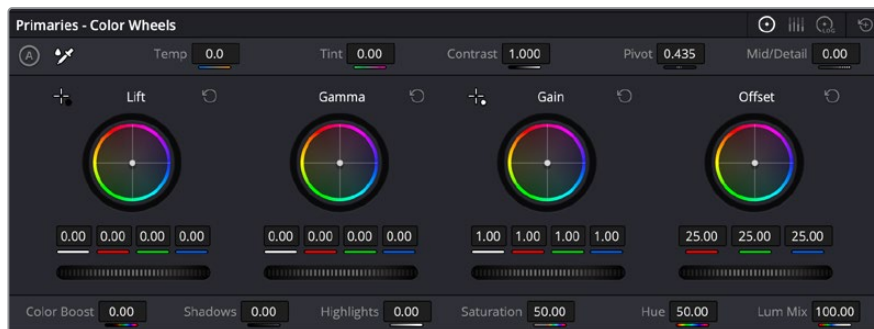 Primaries - Color Wheels
LOG
A Temp 0.0 Tint 0.00 Contrast 1.000 Pivot 0.435 Mid/Detail 0.00
Lift Gamma Gain Offset
0.00 0.00 0.00 0.00 0.00 0.00 0.00 0.00 1.00 1.00 1.00 1.00 25.00 25.00 25.00
Color Boost 0.00 Shadows 0.00 Highlights 0.00 Saturation 50.00 Hue 50.00 Lum Mix 100.00